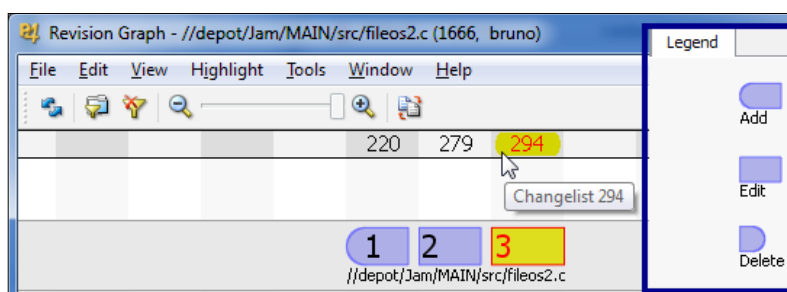 Revision Graph - //depot/Jam/MAIN/src/fileos2.c (1666, bruno)
File Edit View Highlight Tools Window Help
220 279 294
Changelist 294
1 2 3
//depot/Jam/MAIN/src/fileos2.c
Legend
Add
Edit
Delete